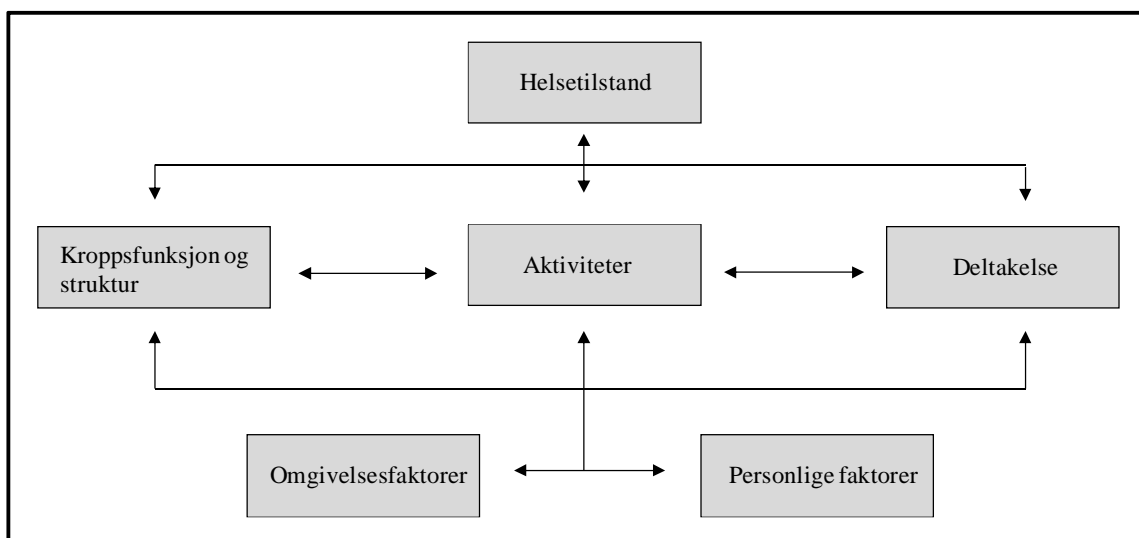 Helsetilstand
Kroppsfunksjon og
struktur
Aktiviteter
Deltakelse
Omgivelsesfaktorer
Personlige faktorer